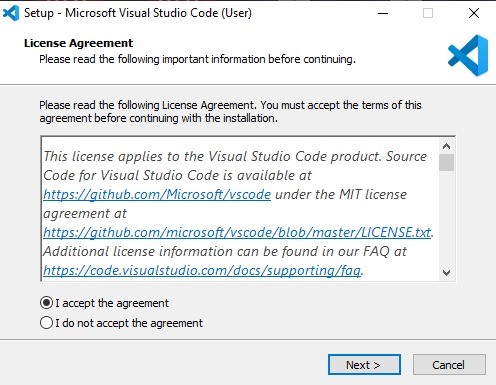 Setup - Microsoft Visual Studio Code (User)
License Agreement
Please read the following important information before continuing.
Please read the following License Agreement. You must accept the terms of this
agreement before continuing with the installation.
This license applies to the Visual Studio Code product. Source
Code for Visual Studio Code is available at
https://github.com/Microsoft/vscode under the MIT license
agreement at
https://github.com/microsoft/vscode/blob/master/LICENSE.txt.
Additional license information can be found in our FAQ at
https://code.visualstudio.com/docs/supporting/faq.
I accept the agreement
I do not accept the agreement
Next >
Cancel